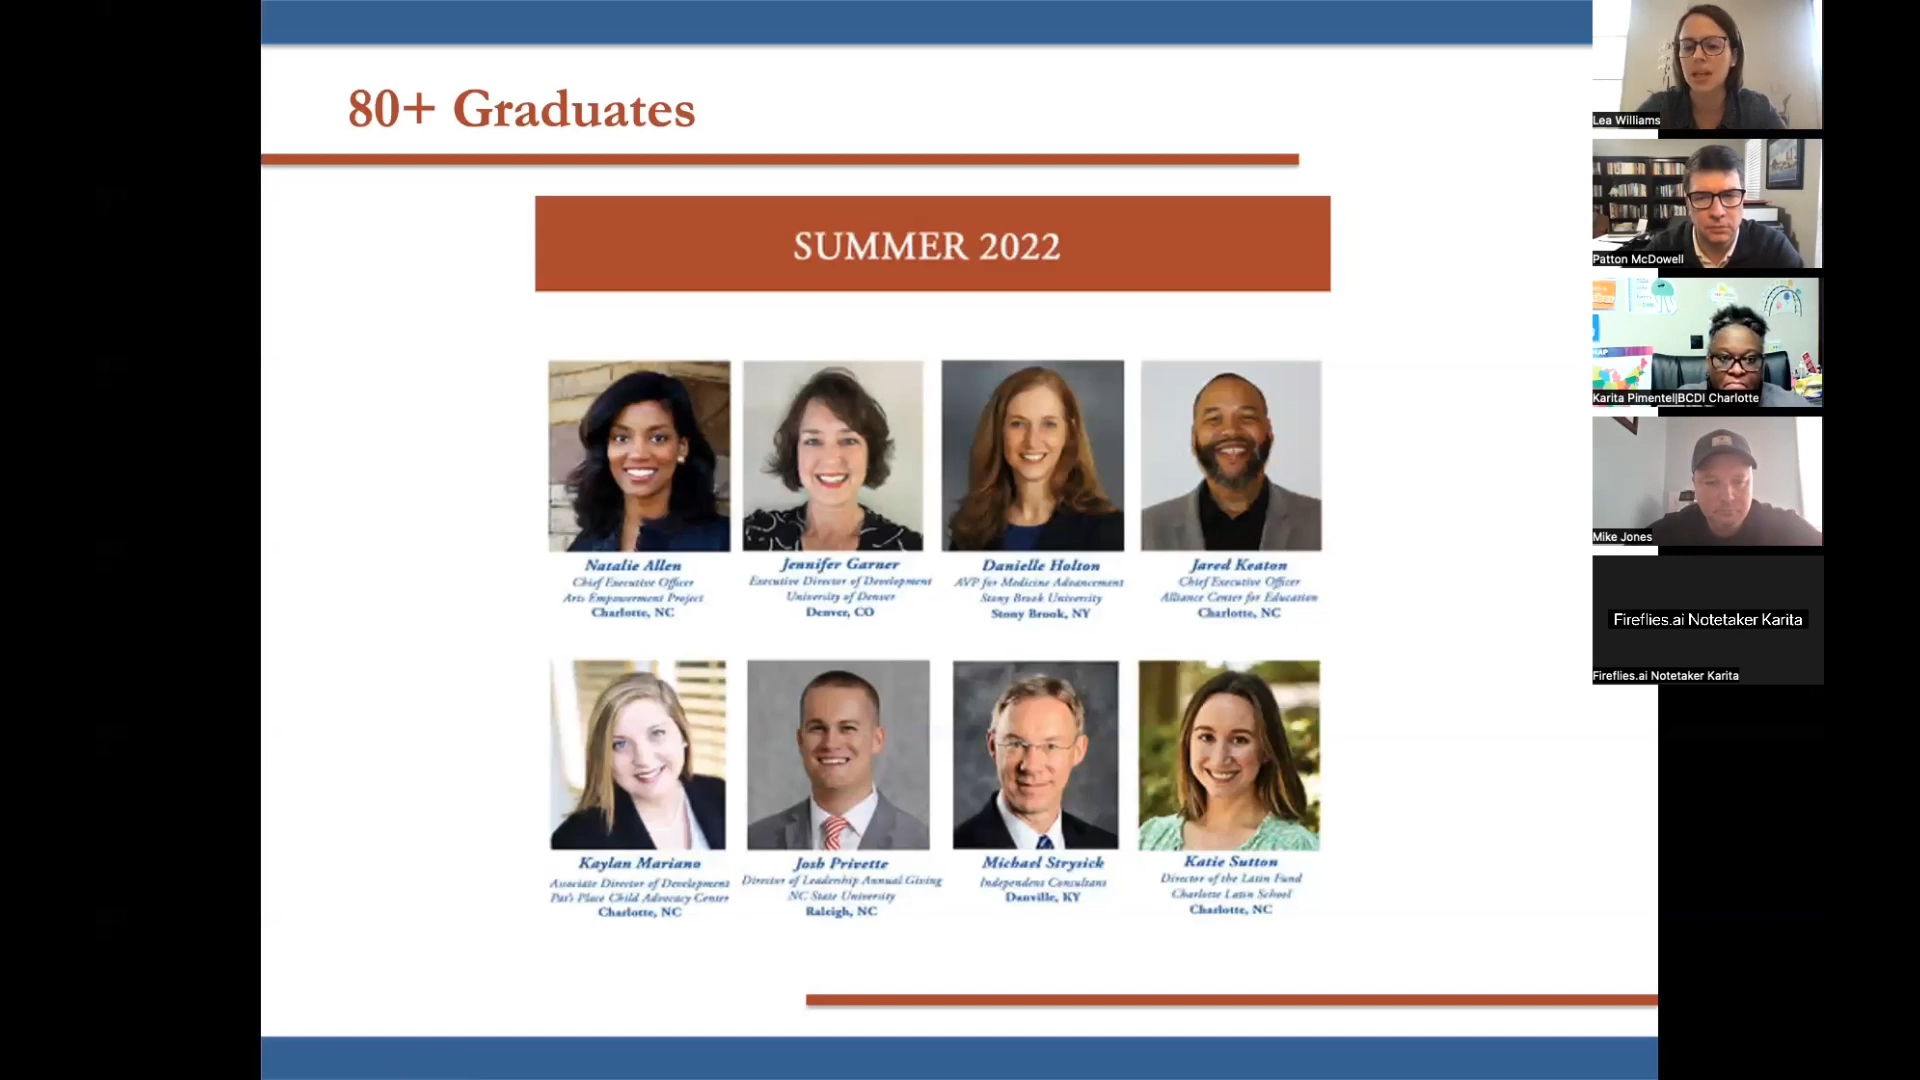 80+ Graduates
SUMMER 2022
Natalie Allen
Chief Executive Officer
Arts Empowerment Project
Charlotte, NC
Jennifer Garner
Executive Director of Development
University of Denver
Denver, CO
Danielle Holton
AVP for Medicine Advancement
Stony Brook University
Stony Brook, NY
Jared Keaton
Chief Executive Officer
Alliance Center for Education
Charlotte, NC
Kaylan Mariano
Associate Director of Development
Pat's Place Child Advocacy Center
Charlotte, NC
Josh Privette
Director of Leadership Annual Giving
NC State University
Raleigh, NC
Michael Strysick
Independent Consultant
Danville, KY
Katie Sutton
Director of the Latin Fund
Charlotte Latin School
Charlotte, NC
Lea Williams
Patton McDowell
Karita Pimentel|BCDI Charlotte
Mike Jones
Fireflies.ai Notetaker Karita
Fireflies.ai Notetaker Karita